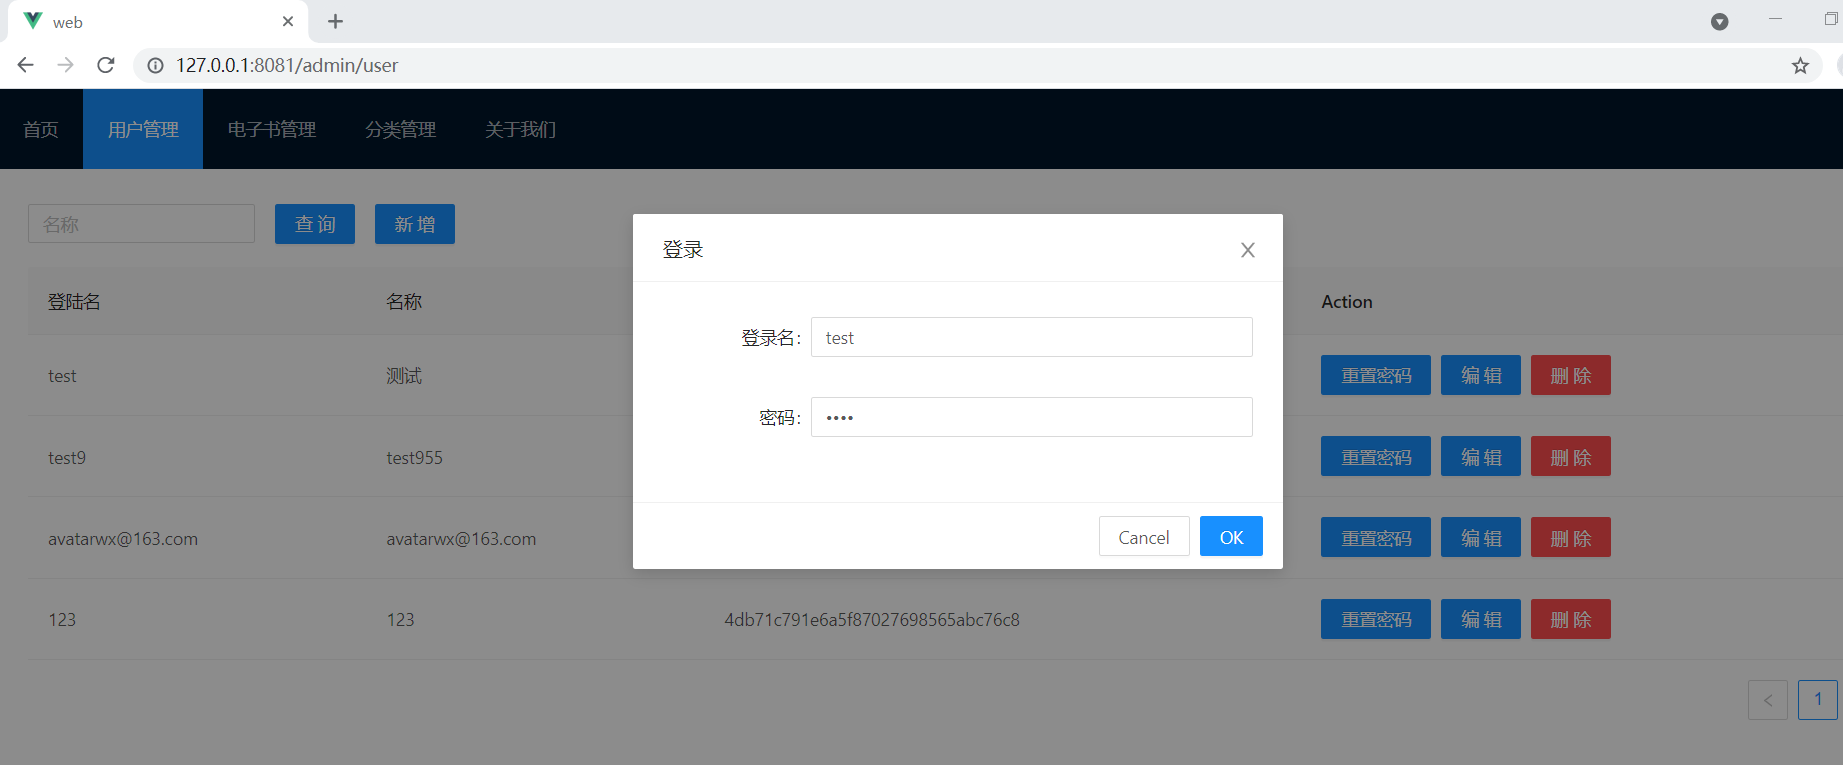 web
127.0.0.1:8081/admin/user
首页 用户管理 电子书管理 分类管理 关于我们
名称 查 询 新 增
登录
登陆名 名称 Action
登录名: test
test 测试 重置密码 编 辑 删 除
密码: ••••
test9 test955 重置密码 编 辑 删 除
Cancel OK
avatarwx@163.com avatarwx@163.com 重置密码 编 辑 删 除
123 123 4db71c791e6a5f87027698565abc76c8 重置密码 编 辑 删 除
< 1